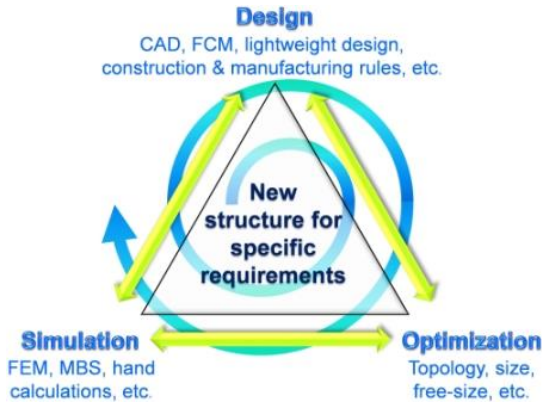 Design
CAD, FCM, lightweight design,
construction & manufacturing rules, etc.
New
structure for
specific
requirements
Simulation
FEM, MBS, hand
calculations, etc.
Optimization
Topology, size,
free-size, etc.